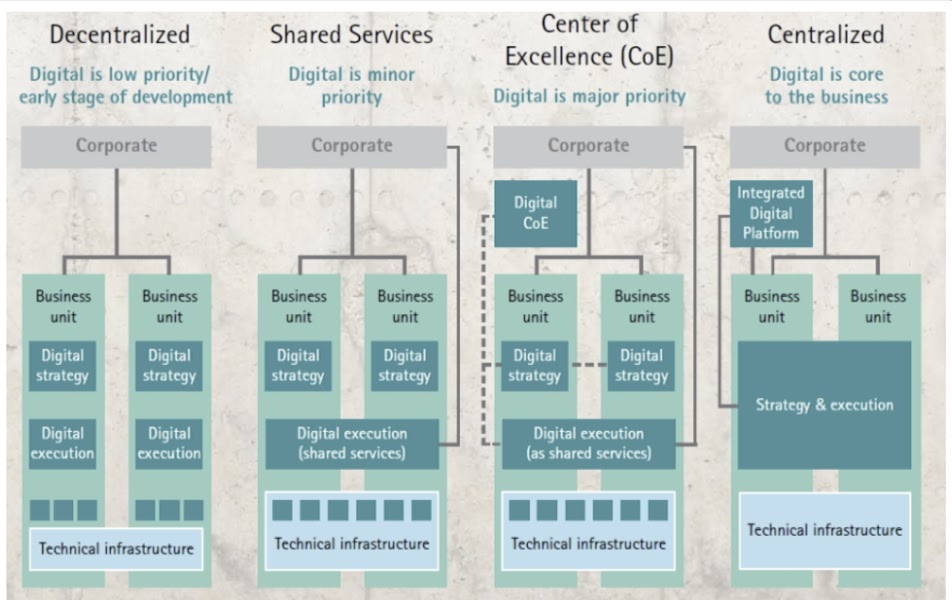 Decentralized
Digital is low priority/
early stage of development
Corporate
Business
unit
Business
unit
Digital
strategy
Digital
strategy
Digital
execution
Digital
execution
Technical infrastructure
Shared Services
Digital is minor
priority
Corporate
Business
unit
Business
unit
Digital
strategy
Digital
strategy
Digital execution
(shared services)
Technical infrastructure
Center of
Excellence (CoE)
Digital is major priority
Corporate
Digital
CoE
Business
unit
Business
unit
Digital
strategy
Digital
strategy
Digital execution
(as shared services)
Technical infrastructure
Centralized
Digital is core
to the business
Corporate
Integrated
Digital
Platform
Business
unit
Business
unit
Strategy & execution
Technical infrastructure